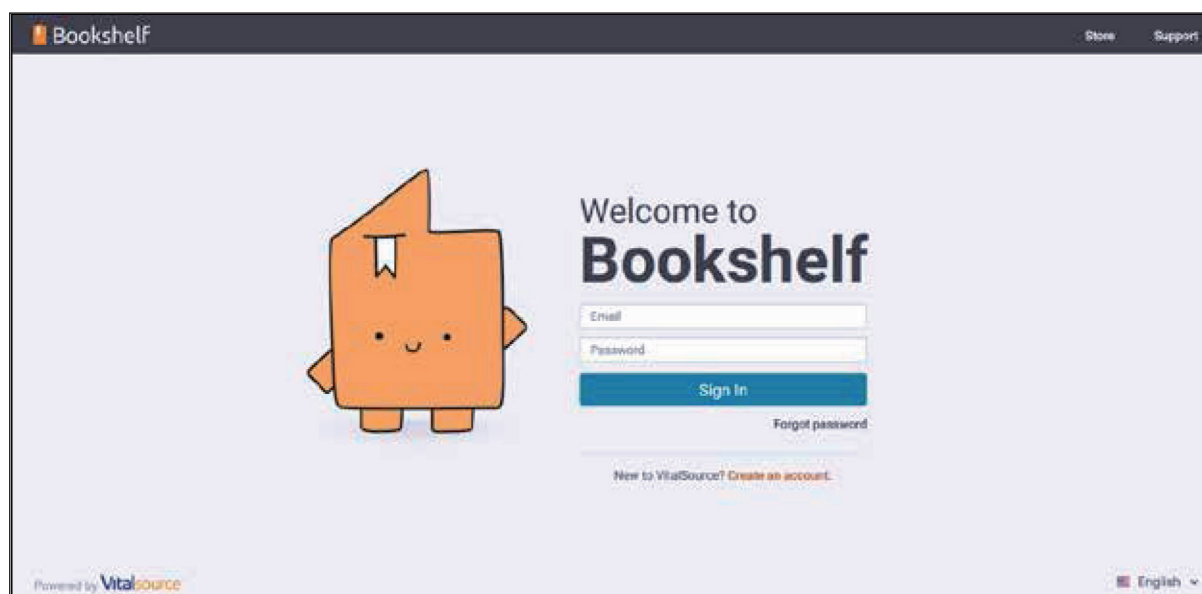 Bookshelf
Store Support
Welcome to
Bookshelf
Email
Password
Sign In
Forgot password
New to VitalSource? Create an account.
Powered by VitalSource
English